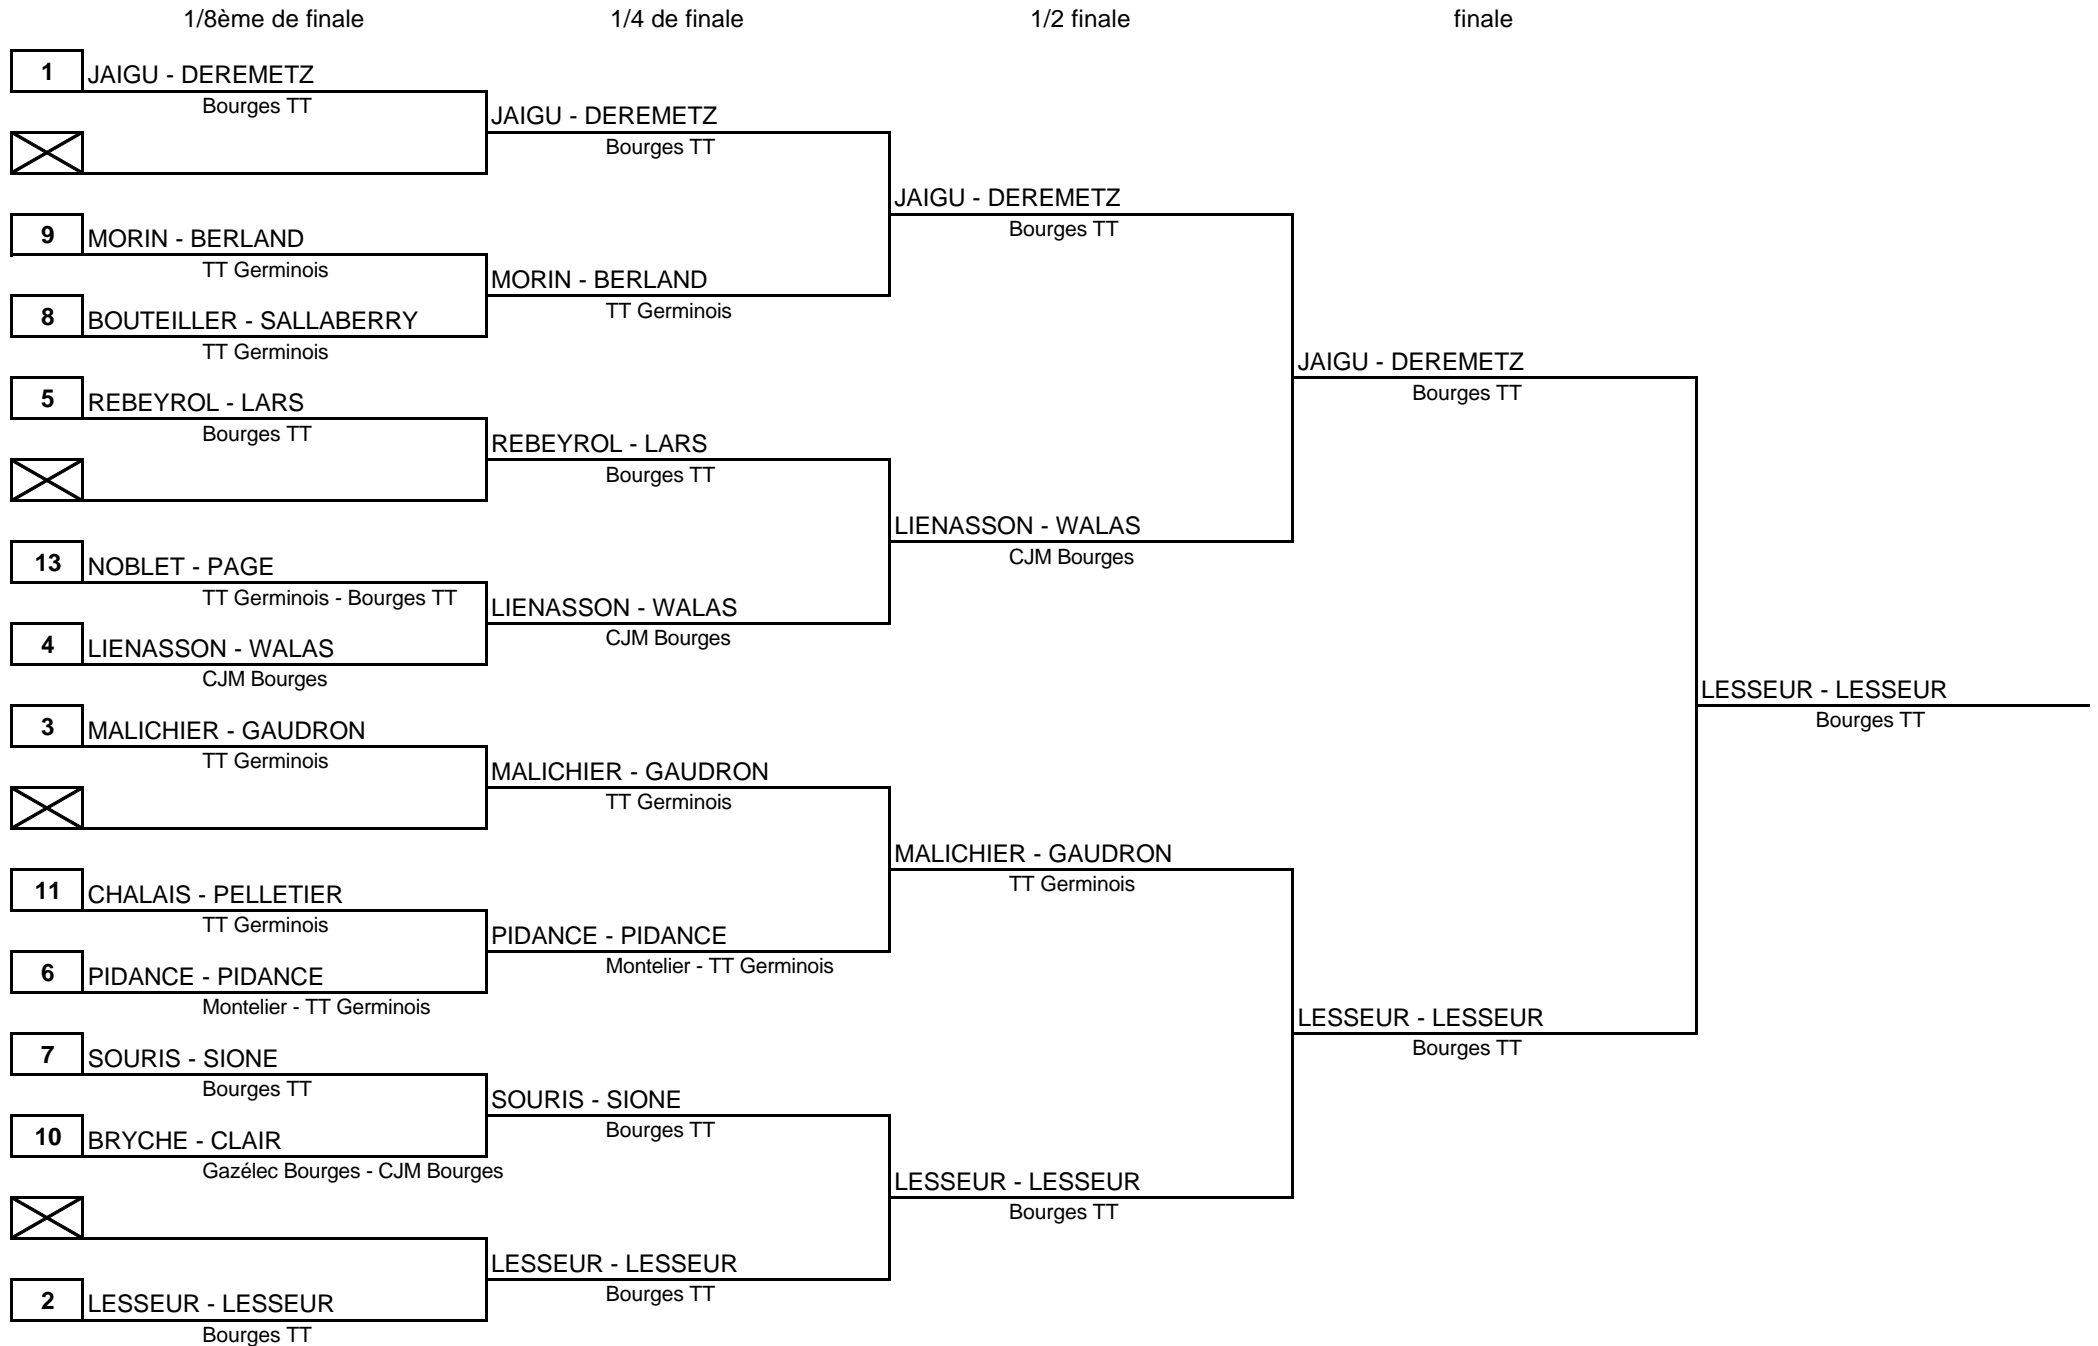 1/8ème de finale
1/4 de finale
1/2 finale
finale
1
JAIGU - DEREMETZ
Bourges TT
9
MORIN - BERLAND
TT Germinois
8
BOUTEILLER - SALLABERRY
TT Germinois
5
REBEYROL - LARS
Bourges TT
13
NOBLET - PAGE
TT Germinois - Bourges TT
4
LIENASSON - WALAS
CJM Bourges
3
MALICHIER - GAUDRON
TT Germinois
11
CHALAIS - PELLETIER
TT Germinois
6
PIDANCE - PIDANCE
Montelier - TT Germinois
7
SOURIS - SIONE
Bourges TT
10
BRYCHE - CLAIR
Gazélec Bourges - CJM Bourges
2
LESSEUR - LESSEUR
Bourges TT
JAIGU - DEREMETZ
Bourges TT
MORIN - BERLAND
TT Germinois
REBEYROL - LARS
Bourges TT
LIENASSON - WALAS
CJM Bourges
MALICHIER - GAUDRON
TT Germinois
PIDANCE - PIDANCE
Montelier - TT Germinois
SOURIS - SIONE
Bourges TT
LESSEUR - LESSEUR
Bourges TT
JAIGU - DEREMETZ
Bourges TT
LIENASSON - WALAS
CJM Bourges
MALICHIER - GAUDRON
TT Germinois
LESSEUR - LESSEUR
Bourges TT
JAIGU - DEREMETZ
Bourges TT
LESSEUR - LESSEUR
Bourges TT
LESSEUR - LESSEUR
Bourges TT